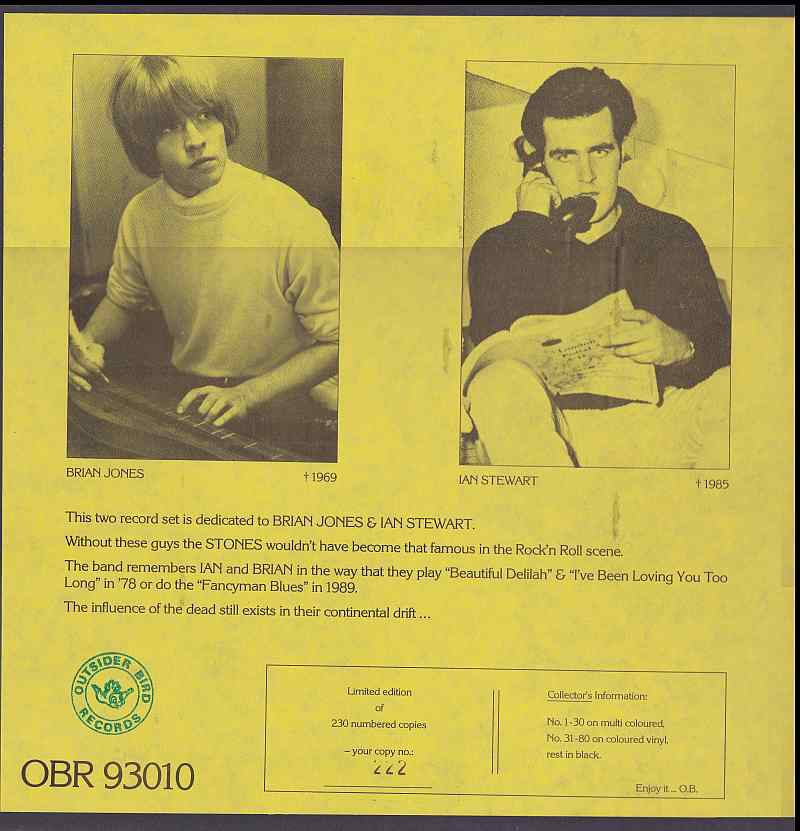 BRIAN JONES
†1969
IAN STEWART
†1985
This two record set is dedicated to BRIAN JONES & IAN STEWART.
Without these guys the STONES wouldn't have become that famous in the Rock'n Roll scene.
The band remembers IAN and BRIAN in the way that they play “Beautiful Delilah” & “I've Been Loving You Too
Long” in '78 or do the “Fancyman Blues” in 1989.
The influence of the dead still exists in their continental drift ...
OUTSIDER BIRD
RECORDS
OBR 93010
Limited edition
of
230 numbered copies
– your copy no.:
222
Collector's Information:
No. 1-30 on multi coloured,
No. 31-80 on coloured vinyl,
rest in black.
Enjoy it ... O.B.